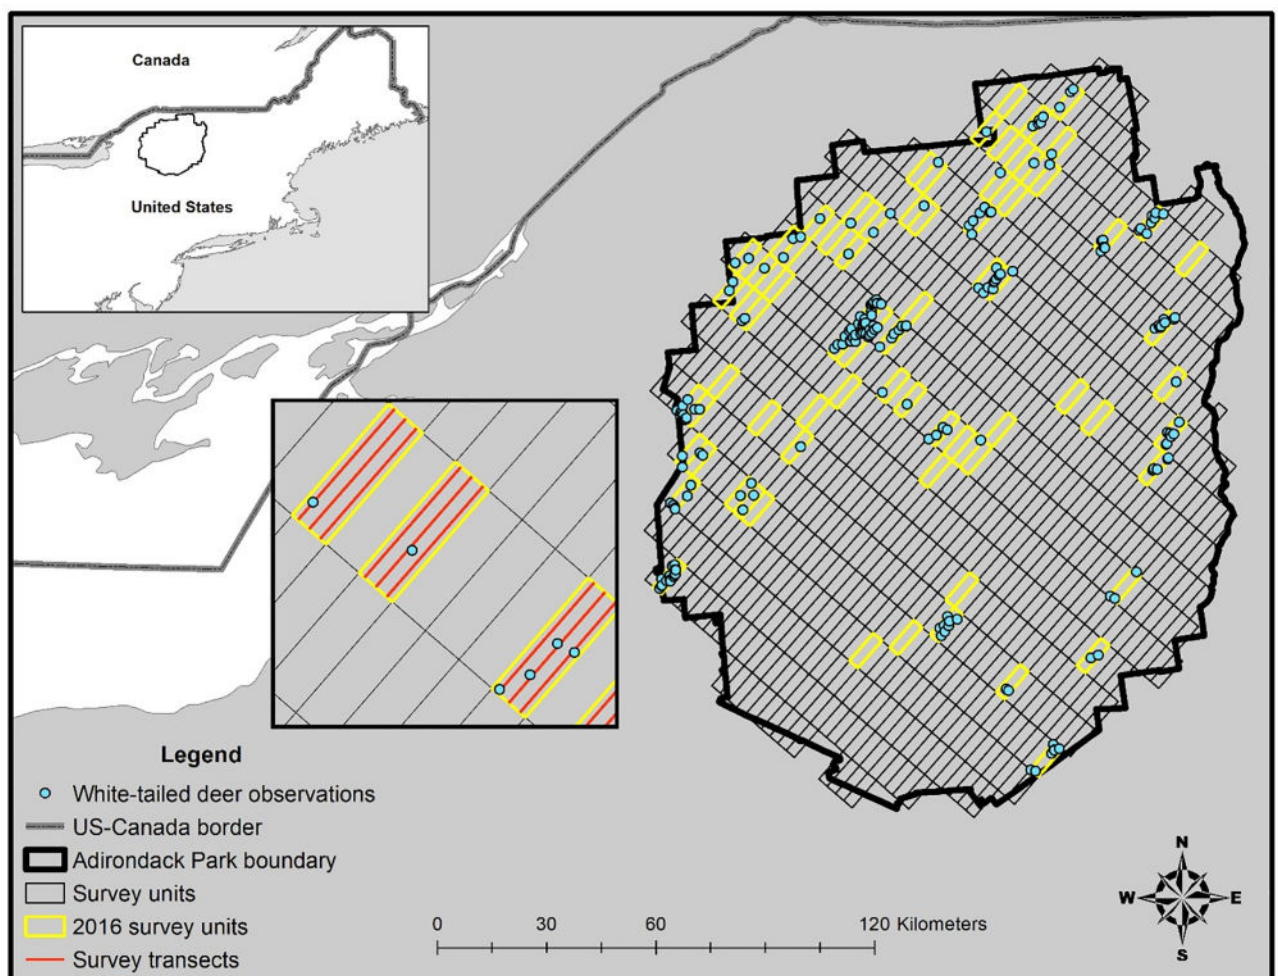 Canada
United States
Legend
White-tailed deer observations
US-Canada border
Adirondack Park boundary
Survey units
2016 survey units
Survey transects
0 30 60 120 Kilometers
N
W E
S